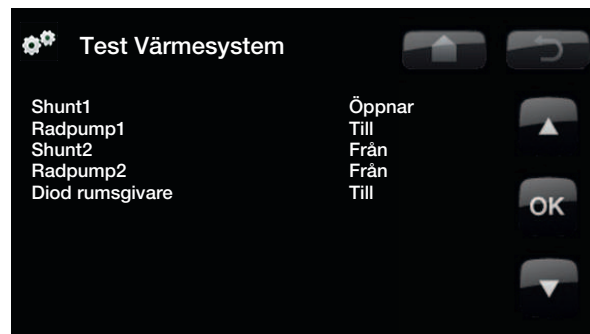 Test Värmesystem
Shunt1 Öppnar
Radpump1 Till
Shunt2 Från
Radpump2 Från
Diod rumsgivare Till
OK